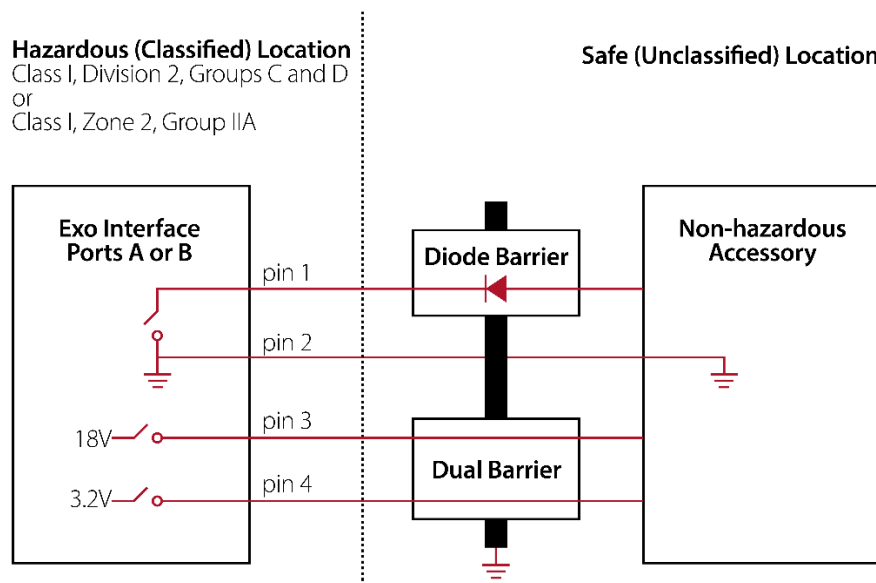 Hazardous (Classified) Location
Class I, Division 2, Groups C and D
or
Class I, Zone 2, Group IIA
Safe (Unclassified) Location
Exo Interface
Ports A or B
pin 1
pin 2
pin 3
pin 4
18V
3.2V
Diode Barrier
Dual Barrier
Non-hazardous
Accessory